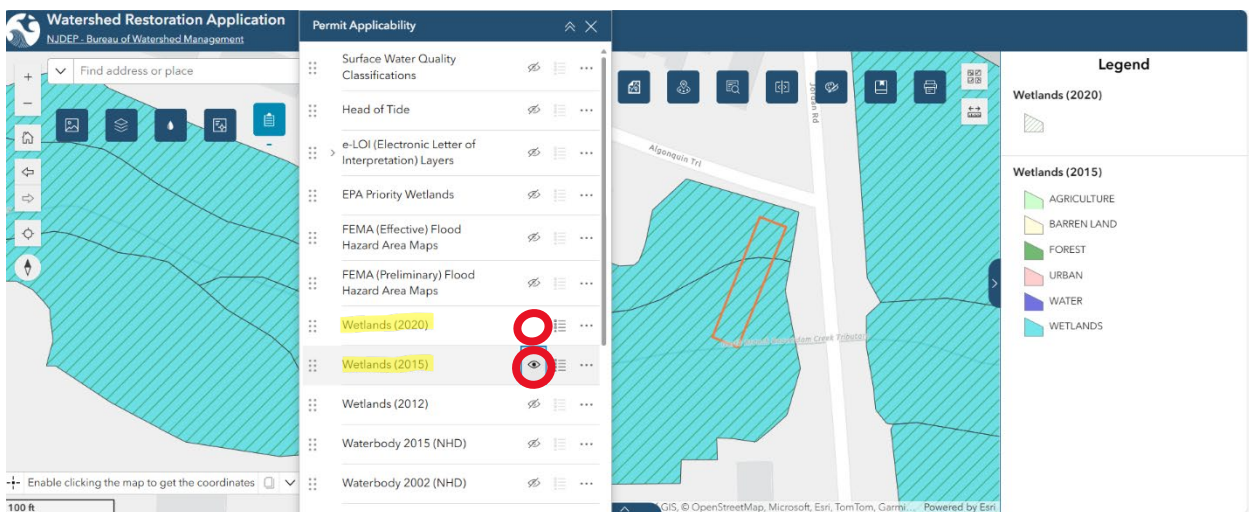 Watershed Restoration Application
NJDEP - Bureau of Watershed Management
Find address or place
Enable clicking the map to get the coordinates
100 ft
Permit Applicability
Surface Water Quality
Classifications
Head of Tide
e-LOI (Electronic Letter of
Interpretation) Layers
EPA Priority Wetlands
FEMA (Effective) Flood
Hazard Area Maps
FEMA (Preliminary) Flood
Hazard Area Maps
Wetlands (2020)
Wetlands (2015)
Wetlands (2012)
Waterbody 2015 (NHD)
Waterbody 2002 (NHD)
Jordan Rd
Algonquin Trl
Creek Tributary
GIS, © OpenStreetMap, Microsoft, Esri, TomTom, Garmi... Powered by Esri
Legend
Wetlands (2020)
Wetlands (2015)
AGRICULTURE
BARREN LAND
FOREST
URBAN
WATER
WETLANDS